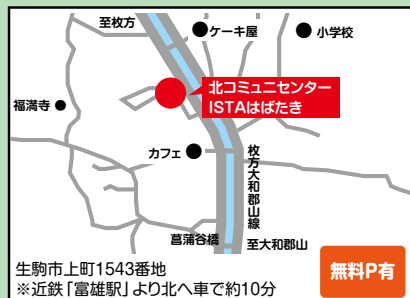 至枚方
ケーキ屋
小学校
北コミュニセンター
ISTAはばたき
福満寺
カフェ
枚方大和郡山線
菖蒲谷橋
至大和郡山
生駒市上町1543番地
※近鉄「富雄駅」より北へ車で約10分
無料P有